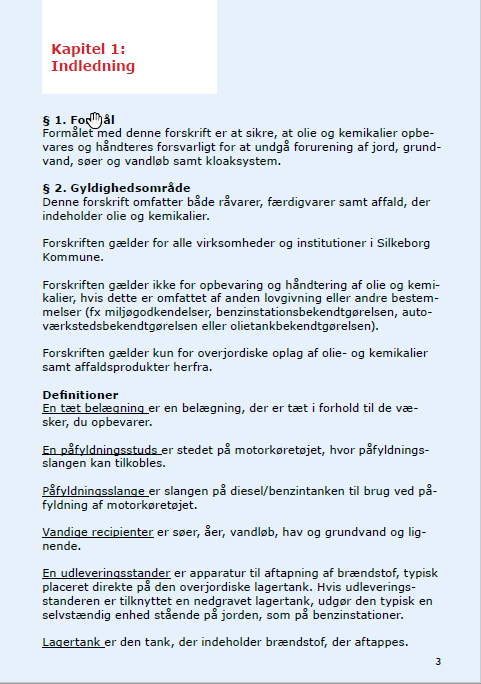 Kapitel 1:
Indledning
§ 1. Formål
Formålet med denne forskrift er at sikre, at olie og kemikalier opbe-
vares og håndteres forsvarligt for at undgå forurening af jord, grund-
vand, søer og vandløb samt kloaksystem.
§ 2. Gyldighedsområde
Denne forskrift omfatter både råvarer, færdigvarer samt affald, der
indeholder olie og kemikalier.
Forskriften gælder for alle virksomheder og institutioner i Silkeborg
Kommune.
Forskriften gælder ikke for opbevaring og håndtering af olie og kemi-
kalier, hvis dette er omfattet af anden lovgivning eller andre bestem-
melser (fx miljøgodkendelser, benzinstationsbekendtgørelsen, auto-
værkstedsbekendtgørelsen eller olietankbekendtgørelsen).
Forskriften gælder kun for overjordiske oplag af olie- og kemikalier
samt affaldsprodukter herfra.
Definitioner
En tæt belægning er en belægning, der er tæt i forhold til de væ-
sker, du opbevarer.
En påfyldningsstuds er stedet på motorkøretøjet, hvor påfyldnings-
slangen kan tilkobles.
Påfyldningsslange er slangen på diesel/benzintanken til brug ved på-
fyldning af motorkøretøjet.
Vandige recipienter er søer, åer, vandløb, hav og grundvand og lig-
nende.
En udleveringsstander er apparatur til aftapning af brændstof, typisk
placeret direkte på den overjordiske lagertank. Hvis udleverings-
standeren er tilknyttet en nedgravet lagertank, udgør den typisk en
selvstændig enhed stående på jorden, som på benzinstationer.
Lagertank er den tank, der indeholder brændstof, der aftappes.
3